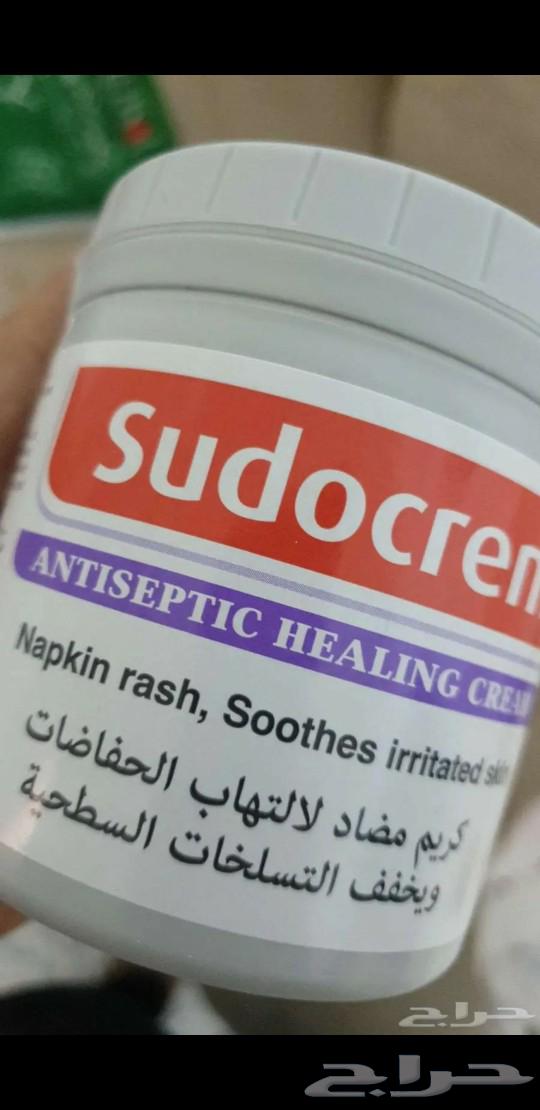 Sudocrem
ANTISEPTIC HEALING CREAM
Napkin rash, Soothes irritated skin
كريم مضاد لالتهاب الحفاضات
ويخفف التسلخات السطحية
حراج
حراج